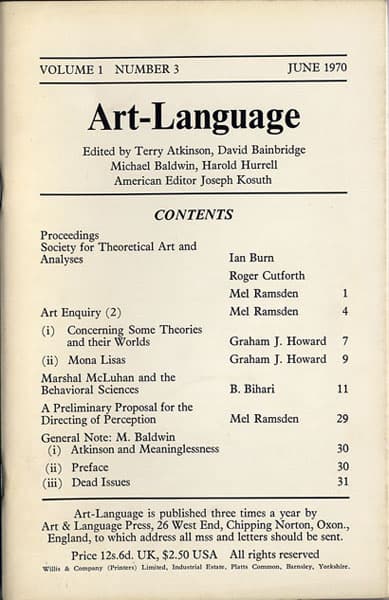 VOLUME 1 NUMBER 3 JUNE 1970
Art-Language
Edited by Terry Atkinson, David Bainbridge,
Michael Baldwin, Harold Hurrell
American Editor Joseph Kosuth
CONTENTS
Proceedings
Society for Theoretical Art and
Analyses Ian Burn
Roger Cutforth
Mel Ramsden 1
Art Enquiry (2) Mel Ramsden 4
(i) Concerning Some Theories
and their Worlds Graham J. Howard 7
(ii) Mona Lisas Graham J. Howard 9
Marshal McLuhan and the
Behavioral Sciences B. Bihari 11
A Preliminary Proposal for the
Directing of Perception Mel Ramsden 29
General Note: M. Baldwin
(i) Atkinson and Meaninglessness 30
(ii) Preface 30
(iii) Dead Issues 31
Art-Language is published three times a year by
Art & Language Press, 26 West End, Chipping Norton, Oxon.,
England, to which address all mss and letters should be sent.
Price 12s.6d. UK, $2.50 USA All rights reserved
Willis & Company (Printers) Limited, Industrial Estate, Platts Common, Barnsley, Yorkshire.